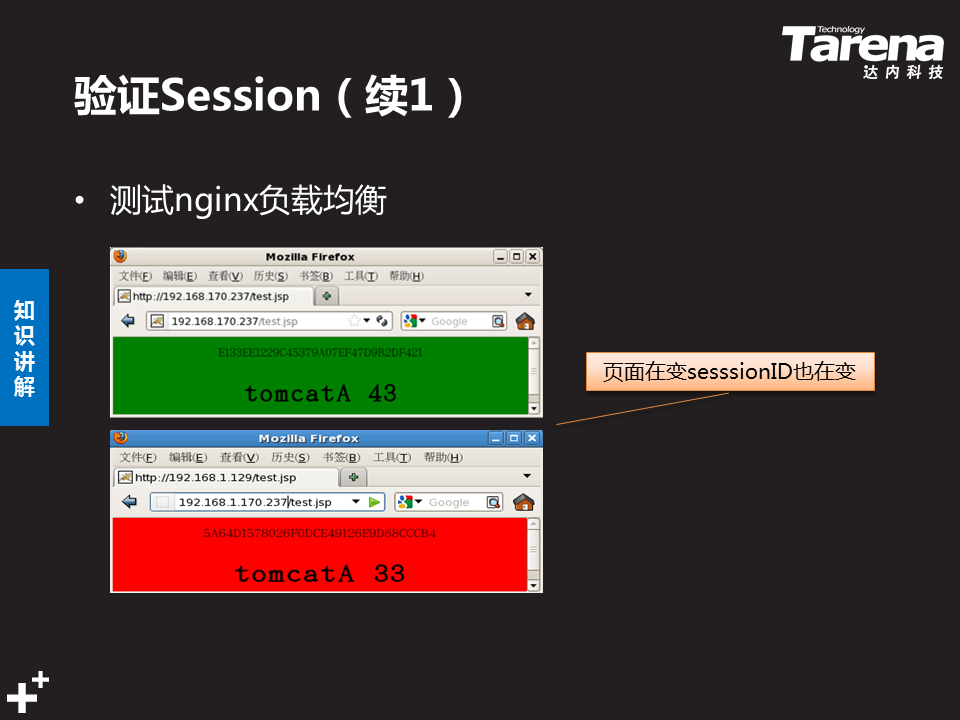 Technology
Tarena
达内科技
验证Session（续1）
• 测试nginx负载均衡
知识讲解
Mozilla Firefox
文件(F) 编辑(E) 查看(V) 历史(S) 书签(B) 工具(T) 帮助(H)
http://192.168.170.237/test.jsp
192.168.170.237/test.jsp Google
E133EE1229C45379A07EF47D9B2DF421
tomcatA 43
页面在变sesssionID也在变
Mozilla Firefox
文件(F) 编辑(E) 查看(V) 历史(S) 书签(B) 工具(T) 帮助(H)
http://192.168.1.129/test.jsp
192.168.1.170.237/test.jsp Google
5A64D1578026F0DCE49126E9D68CCCB4
tomcatA 33